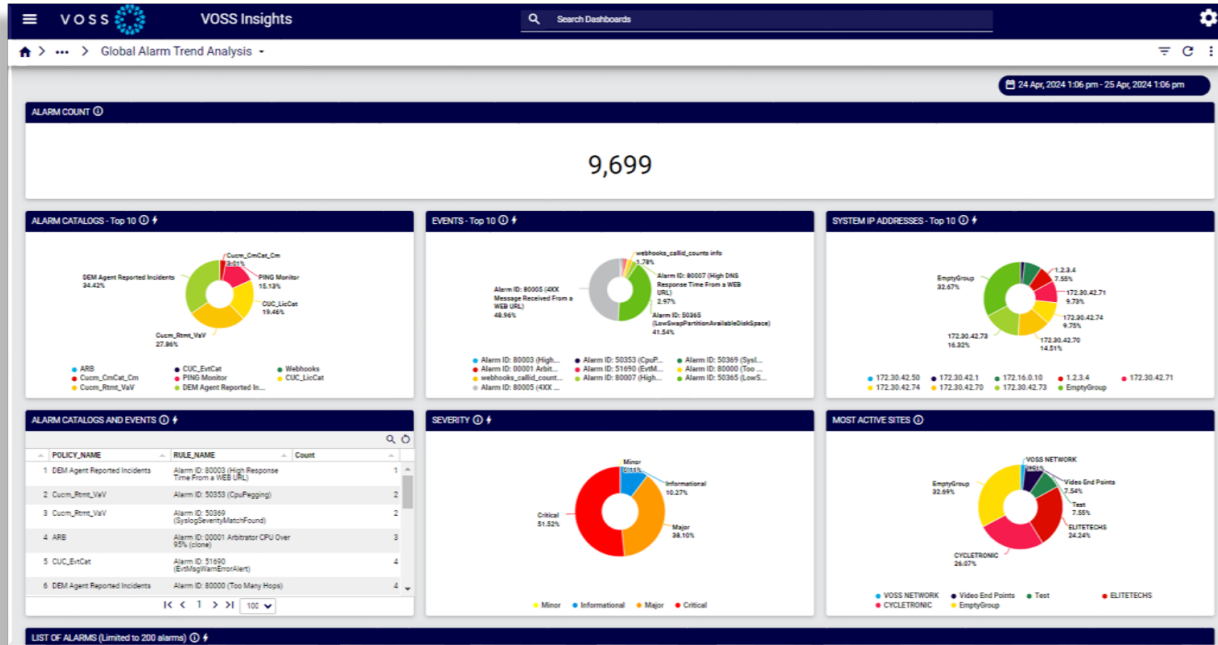 VOSS
VOSS Insights
Search Dashboards
Global Alarm Trend Analysis
24 Apr, 2024 1:06 pm - 25 Apr, 2024 1:06 pm
ALARM COUNT
9,699
ALARM CATALOGS - Top 10
Cucm_CmCat_Cm
PING Monitor
15.13%
CUC_LicCat
19.46%
Cucm_Rtmt_VaV
27.86%
DEM Agent Reported Incidents
34.42%
ARB
CUC_EvtCat
Webhooks
Cucm_CmCat_Cm
PING Monitor
CUC_LicCat
Cucm_Rtmt_VaV
DEM Agent Reported In...
EVENTS - Top 10
webhooks_callid_counts info
1.78%
Alarm ID: 80007 (High DNS
Response Time From a WEB
URL)
2.97%
Alarm ID: 50365
(LowSwapPartitionAvailableDiskSpace)
41.54%
Alarm ID: 80005 (4XX
Message Received From a
WEB URL)
48.96%
Alarm ID: 80003 (High...
Alarm ID: 50353 (CpuP...
Alarm ID: 50369 (Sysl...
Alarm ID: 00001 Arbit...
Alarm ID: 51690 (EvtM...
Alarm ID: 80000 (Too ...
webhooks_callid_count...
Alarm ID: 80007 (High...
Alarm ID: 50365 (LowS...
Alarm ID: 80005 (4XX ...
SYSTEM IP ADDRESSES - Top 10
1.2.3.4
7.55%
172.30.42.71
9.73%
172.30.42.74
9.75%
172.30.42.70
14.51%
172.30.42.73
16.32%
EmptyGroup
32.67%
172.30.42.50
172.30.42.1
172.16.0.10
1.2.3.4
172.30.42.71
172.30.42.74
172.30.42.70
172.30.42.73
EmptyGroup
ALARM CATALOGS AND EVENTS
POLICY_NAME RULE_NAME Count
1 DEM Agent Reported Incidents Alarm ID: 80003 (High Response 1
Time From a WEB URL)
2 Cucm_Rtmt_VaV Alarm ID: 50353 (CpuPegging) 2
3 Cucm_Rtmt_VaV Alarm ID: 50369 2
(SyslogSeverityMatchFound)
4 ARB Alarm ID: 00001 Arbitrator CPU Over 3
95% (clone)
5 CUC_EvtCat Alarm ID: 51690 4
(EvtMsgWarnErrorAlert)
6 DEM Agent Reported Incidents Alarm ID: 80000 (Too Many Hops) 4
1
100
SEVERITY
Minor
Informational
10.27%
Major
38.10%
Critical
51.52%
Minor
Informational
Major
Critical
MOST ACTIVE SITES
VOSS NETWORK
Video End Points
7.54%
Test
7.55%
ELITETECHS
24.24%
CYCLETRONIC
26.07%
EmptyGroup
32.69%
VOSS NETWORK
Video End Points
Test
ELITETECHS
CYCLETRONIC
EmptyGroup
LIST OF ALARMS (Limited to 200 alarms)